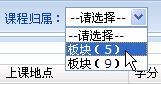 课程归属: --请选择--
--请选择--
板块(5)
板块(9)
上课地点 学分